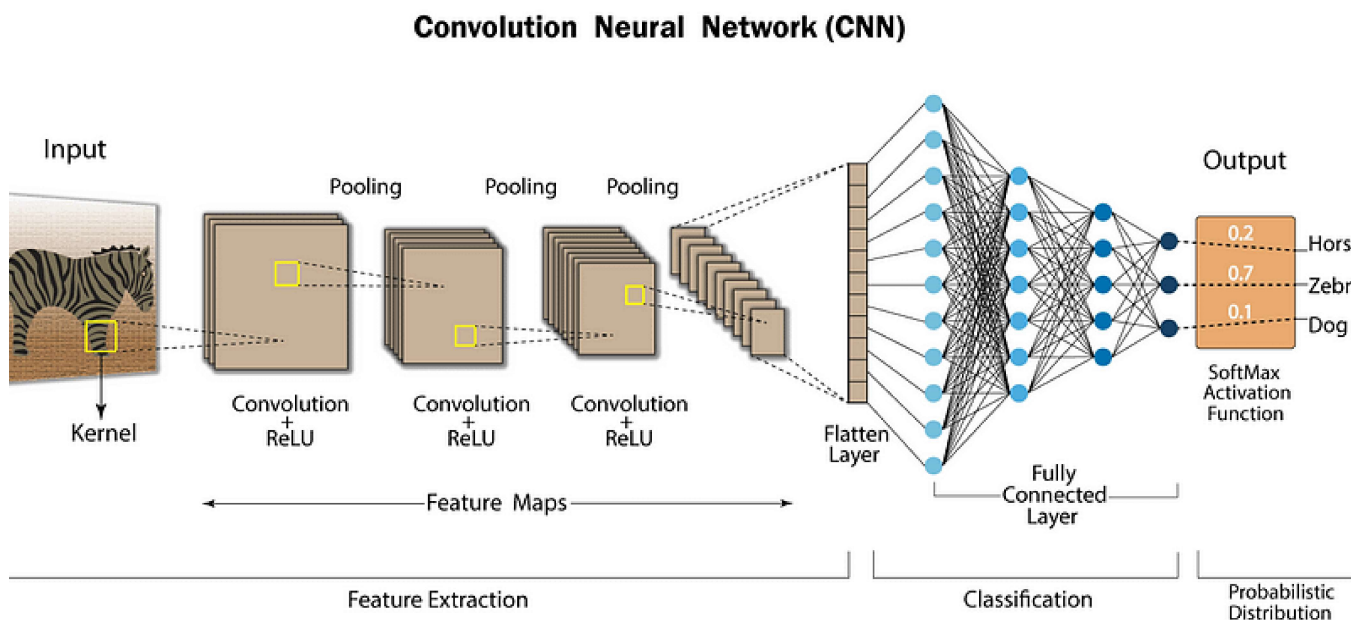 Convolution Neural Network (CNN)
Input
Kernel
Pooling
Pooling
Pooling
Convolution
+
ReLU
Convolution
+
ReLU
Convolution
+
ReLU
Feature Maps
Flatten
Layer
Fully
Connected
Layer
Output
0.2
Hors
0.7
Zebr
0.1
Dog
SoftMax
Activation
Function
Feature Extraction
Classification
Probabilistic
Distribution